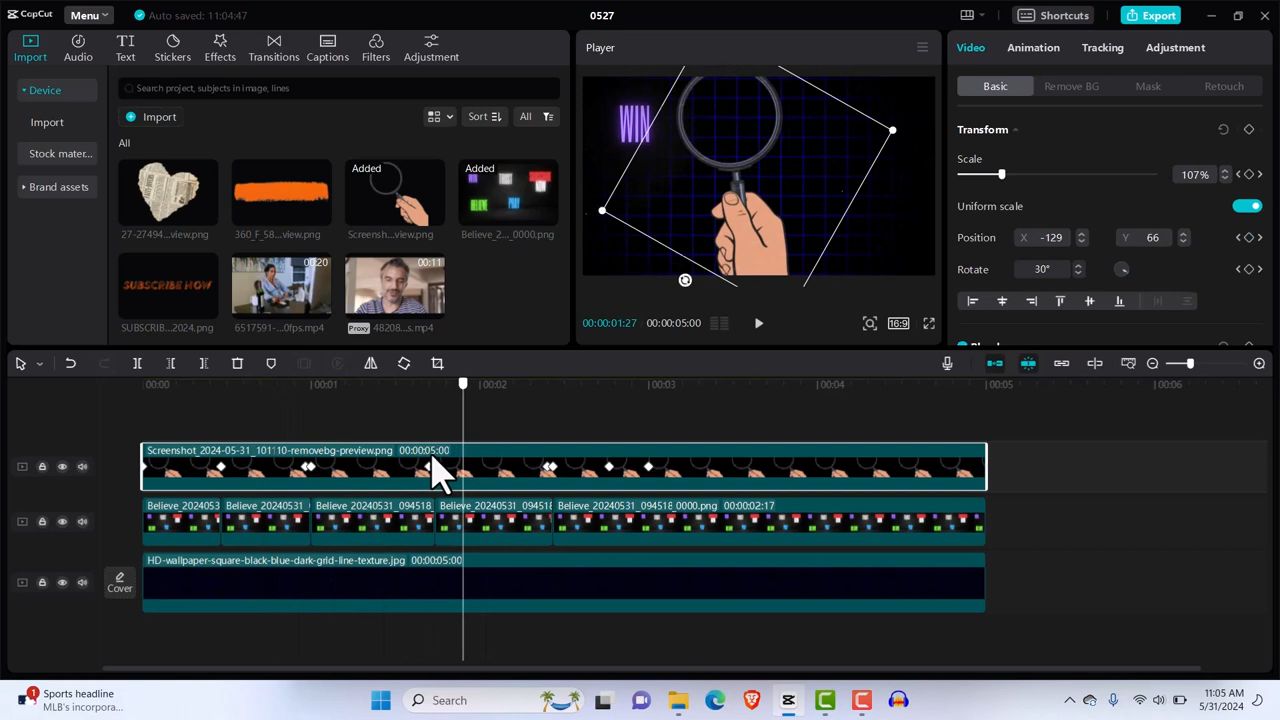 CapCut Menu Auto saved: 11:04:47 0527 Shortcuts Export
Import Audio Text Stickers Effects Transitions Captions Filters Adjustment
Player
Video Animation Tracking Adjustment
Device
Import
Stock mater...
Brand assets
Search project, subjects in image, lines
Import Sort All
All
Added
Added
BELIEVE
27-27494...view.png 360_F_58...view.png Screensh...view.png Believe_2...0000.png
SUBSCRIBE NOW
00:20
00:11
Proxy
SUBSCRIB...2024.png 6517591-...0fps.mp4 48208...s.mp4
WIN
00:00:01:27 00:00:05:00 16:9
Basic Remove BG Mask Retouch
Transform
Scale
107%
Uniform scale
Position X -129 Y 66
Rotate 30°
00:00 00:01 00:02 00:03 00:04 00:05 00:06
Screenshot_2024-05-31_101110-removebg-preview.png 00:00:05:00
Believe_20240531 Believe_20240531_ Believe_20240531_094518_ Believe_20240531_094518 Believe_20240531_094518_0000.png 00:00:02:17
HD-wallpaper-square-black-blue-dark-grid-line-texture.jpg 00:00:05:00
Cover
1
Sports headline
MLB's incorpora...
Search
11:05 AM
5/31/2024